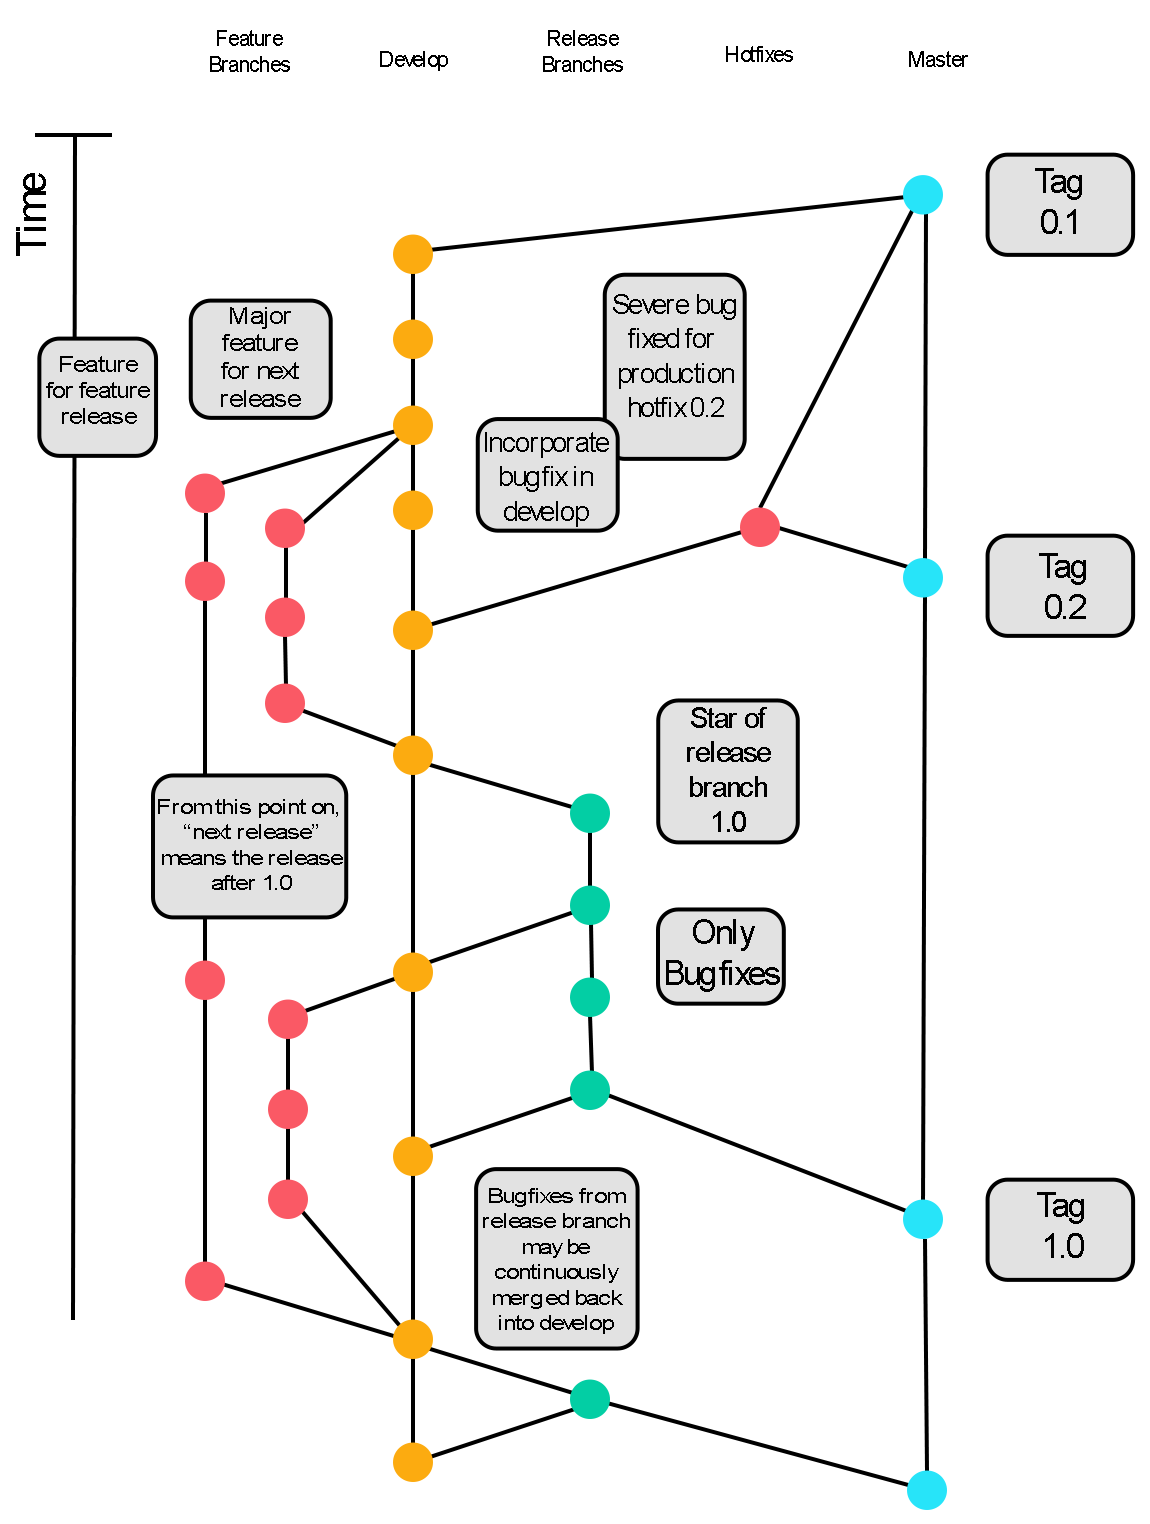 Feature
Branches
Develop
Release
Branches
Hotfixes
Master
Time
Tag
0.1
Severe bug
fixed for
production
hotfix 0.2
Major
feature
for next
release
Feature
for feature
release
Incorporate
bugfix in
develop
Tag
0.2
Star of
release
branch
1.0
From this point on,
“next release”
means the release
after 1.0
Only
Bugfixes
Bugfixes from
release branch
may be
continuously
merged back
into develop
Tag
1.0